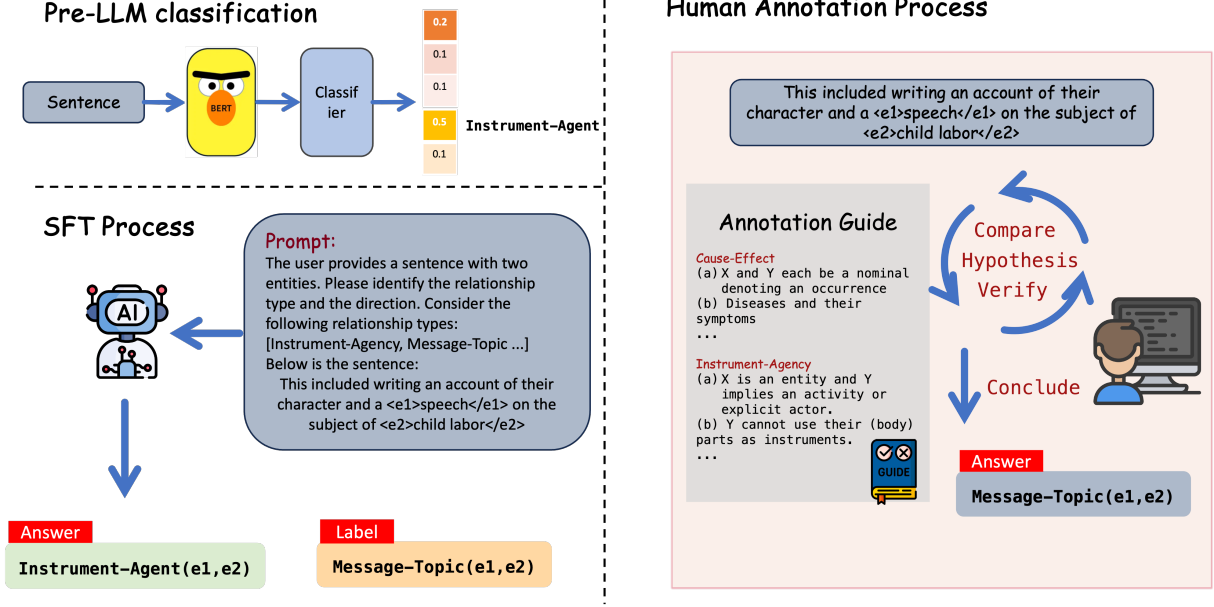 Pre-LLM classification
Sentence
BERT
Classif
ier
0.2
0.1
0.1
0.5
0.1
Instrument-Agent
SFT Process
Prompt:
The user provides a sentence with two
entities. Please identify the relationship
type and the direction. Consider the
following relationship types:
[Instrument-Agency, Message-Topic ...]
Below is the sentence:
This included writing an account of their
character and a <e1>speech</e1> on the
subject of <e2>child labor</e2>
AI
Answer
Instrument-Agent(e1,e2)
Label
Message-Topic(e1,e2)
Human Annotation Process
This included writing an account of their
character and a <e1>speech</e1> on the subject of
<e2>child labor</e2>
Annotation Guide
Cause-Effect
(a) X and Y each be a nominal
denoting an occurrence
(b) Diseases and their
symptoms
...
Instrument-Agency
(a) X is an entity and Y
implies an activity or
explicit actor.
(b) Y cannot use their (body)
parts as instruments.
...
GUIDE
Compare
Hypothesis
Verify
Conclude
Answer
Message-Topic(e1,e2)